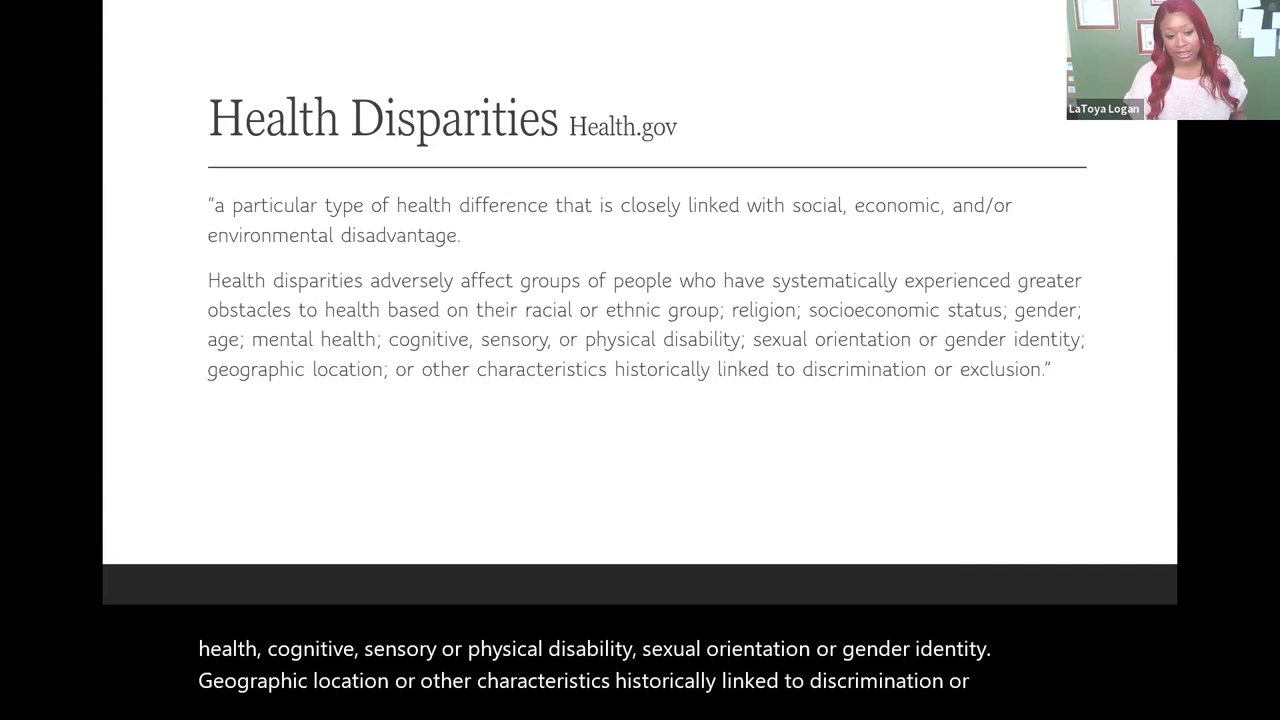 LaToya Logan
Health Disparities Health.gov
“a particular type of health difference that is closely linked with social, economic, and/or
environmental disadvantage.
Health disparities adversely affect groups of people who have systematically experienced greater
obstacles to health based on their racial or ethnic group; religion; socioeconomic status; gender;
age; mental health; cognitive, sensory, or physical disability; sexual orientation or gender identity;
geographic location; or other characteristics historically linked to discrimination or exclusion.”
health, cognitive, sensory or physical disability, sexual orientation or gender identity.
Geographic location or other characteristics historically linked to discrimination or